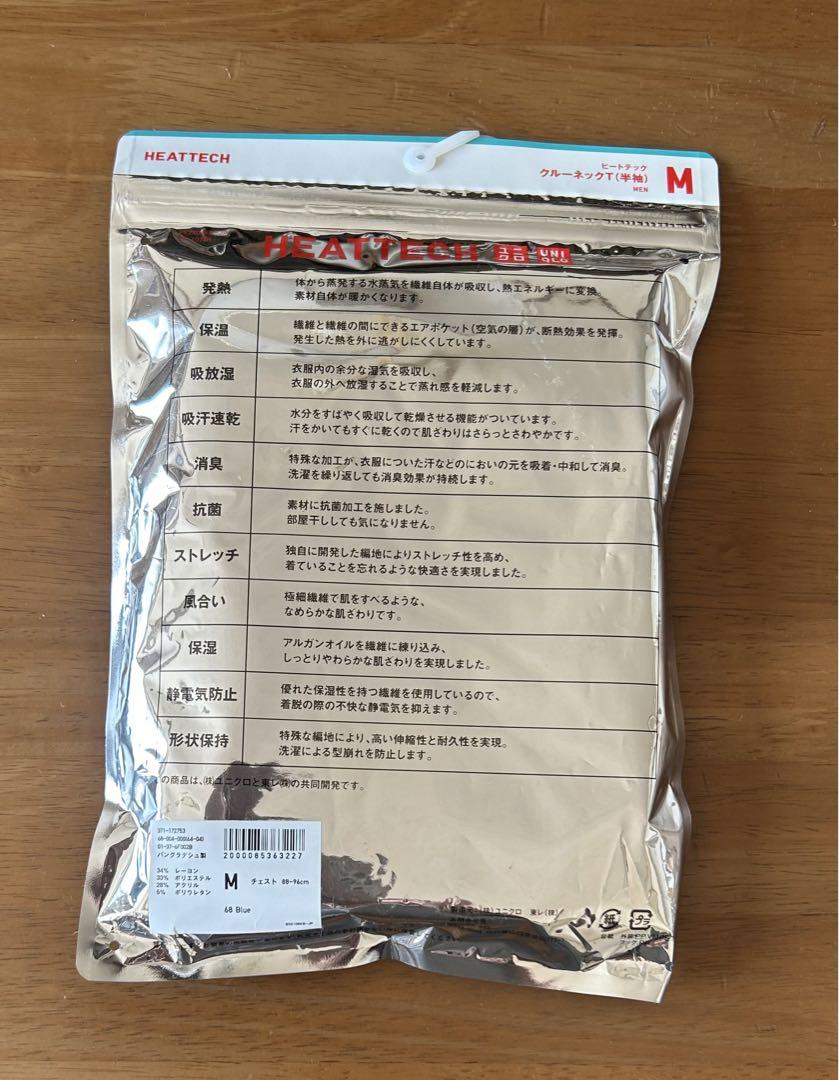 HEATTECH
ヒートテック
クルーネックT(半袖)
MEN
M
HEATTECH ユニクロ UNIQLO
発熱
体から蒸発する水蒸気を繊維自体が吸収し、熱エネルギーに変換。
素材自体が暖かくなります。
保温
繊維と繊維の間にできるエアポケット(空気の層)が、断熱効果を発揮。
発生した熱を外に逃がしにくくしています。
吸放湿
衣服内の余分な湿気を吸収し、
衣服の外へ放湿することで蒸れ感を軽減します。
吸汗速乾
水分をすばやく吸収して乾燥させる機能がついています。
汗をかいてもすぐに乾くので肌ざわりはさらっとさわやかです。
消臭
特殊な加工が、衣服についた汗などのにおいの元を吸着・中和して消臭。
洗濯を繰り返しても消臭効果が持続します。
抗菌
素材に抗菌加工を施しました。
部屋干ししても気になりません。
ストレッチ
独自に開発した編地によりストレッチ性を高め、
着ていることを忘れるような快適さを実現しました。
風合い
極細繊維で肌をすべるような、
なめらかな肌ざわりです。
保湿
アルガンオイルを繊維に練り込み、
しっとりやわらかな肌ざわりを実現しました。
静電気防止
優れた保湿性を持つ繊維を使用しているので、
着脱の際の不快な静電気を抑えます。
形状保持
特殊な編地により、高い伸縮性と耐久性を実現。
洗濯による型崩れを防止します。
の商品は、(株)ユニクロと東レ(株)の共同開発です。
371-172753
68-004-000(64-04)
01-37-6F002B
バングラデシュ製
2000085363227
34% レーヨン
33% ポリエステル
28% アクリル
5% ポリウレタン
M チェスト 88-96cm
68 Blue
(株)ユニクロ 東レ(株)
紙 プラ
台紙